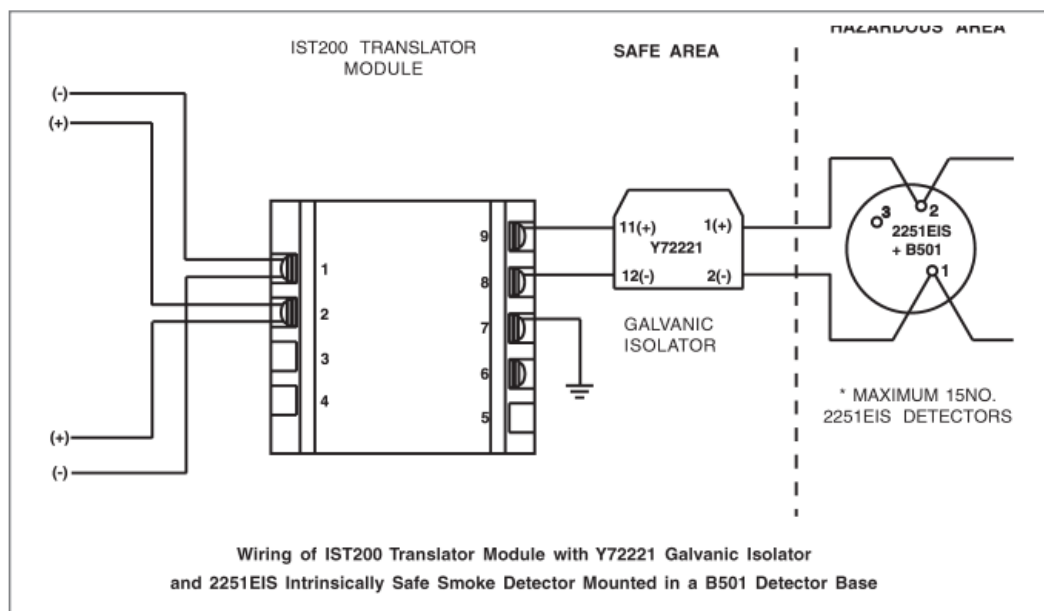 IST200 TRANSLATOR
MODULE
SAFE AREA
HAZARDOUS AREA
(-)
(+)
(+)
(-)
1
2
3
4
9
8
7
6
5
11(+) 1(+)
Y72221
12(-) 2(-)
GALVANIC
ISOLATOR
3
2
2251EIS
+ B501
1
* MAXIMUM 15NO.
2251EIS DETECTORS
Wiring of IST200 Translator Module with Y72221 Galvanic Isolator
and 2251EIS Intrinsically Safe Smoke Detector Mounted in a B501 Detector Base